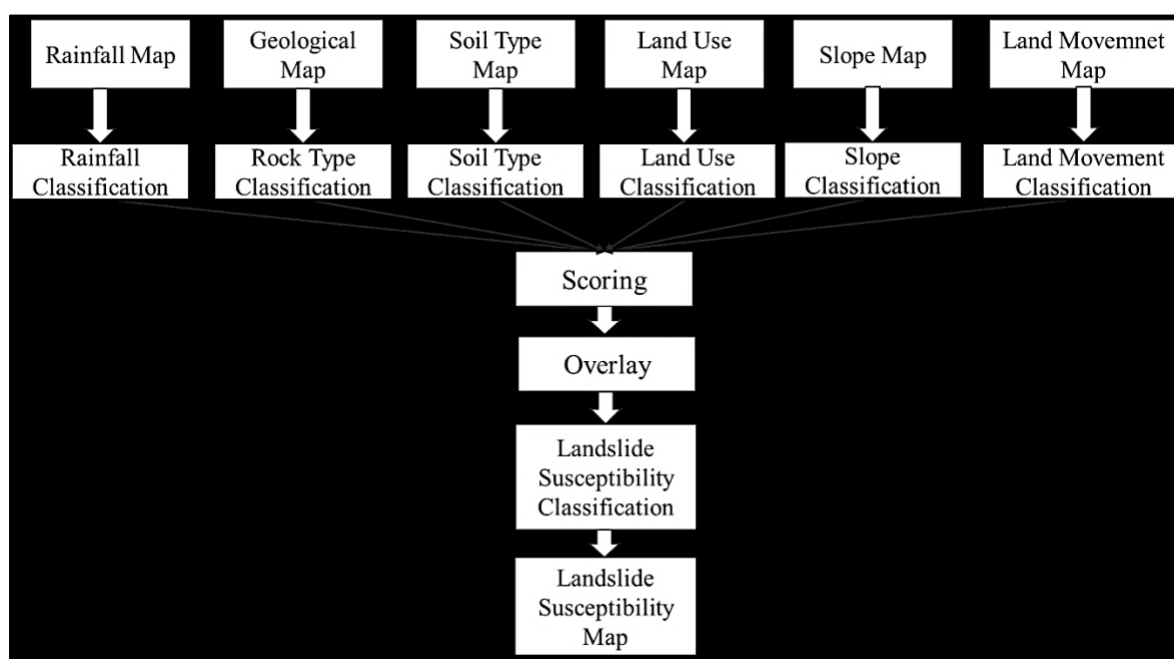 Rainfall Map
Geological
Map
Soil Type
Map
Land Use
Map
Slope Map
Land Movemnet
Map
Rainfall
Classification
Rock Type
Classification
Soil Type
Classification
Land Use
Classification
Slope
Classification
Land Movement
Classification
Scoring
Overlay
Landslide
Susceptibility
Classification
Landslide
Susceptibility
Map